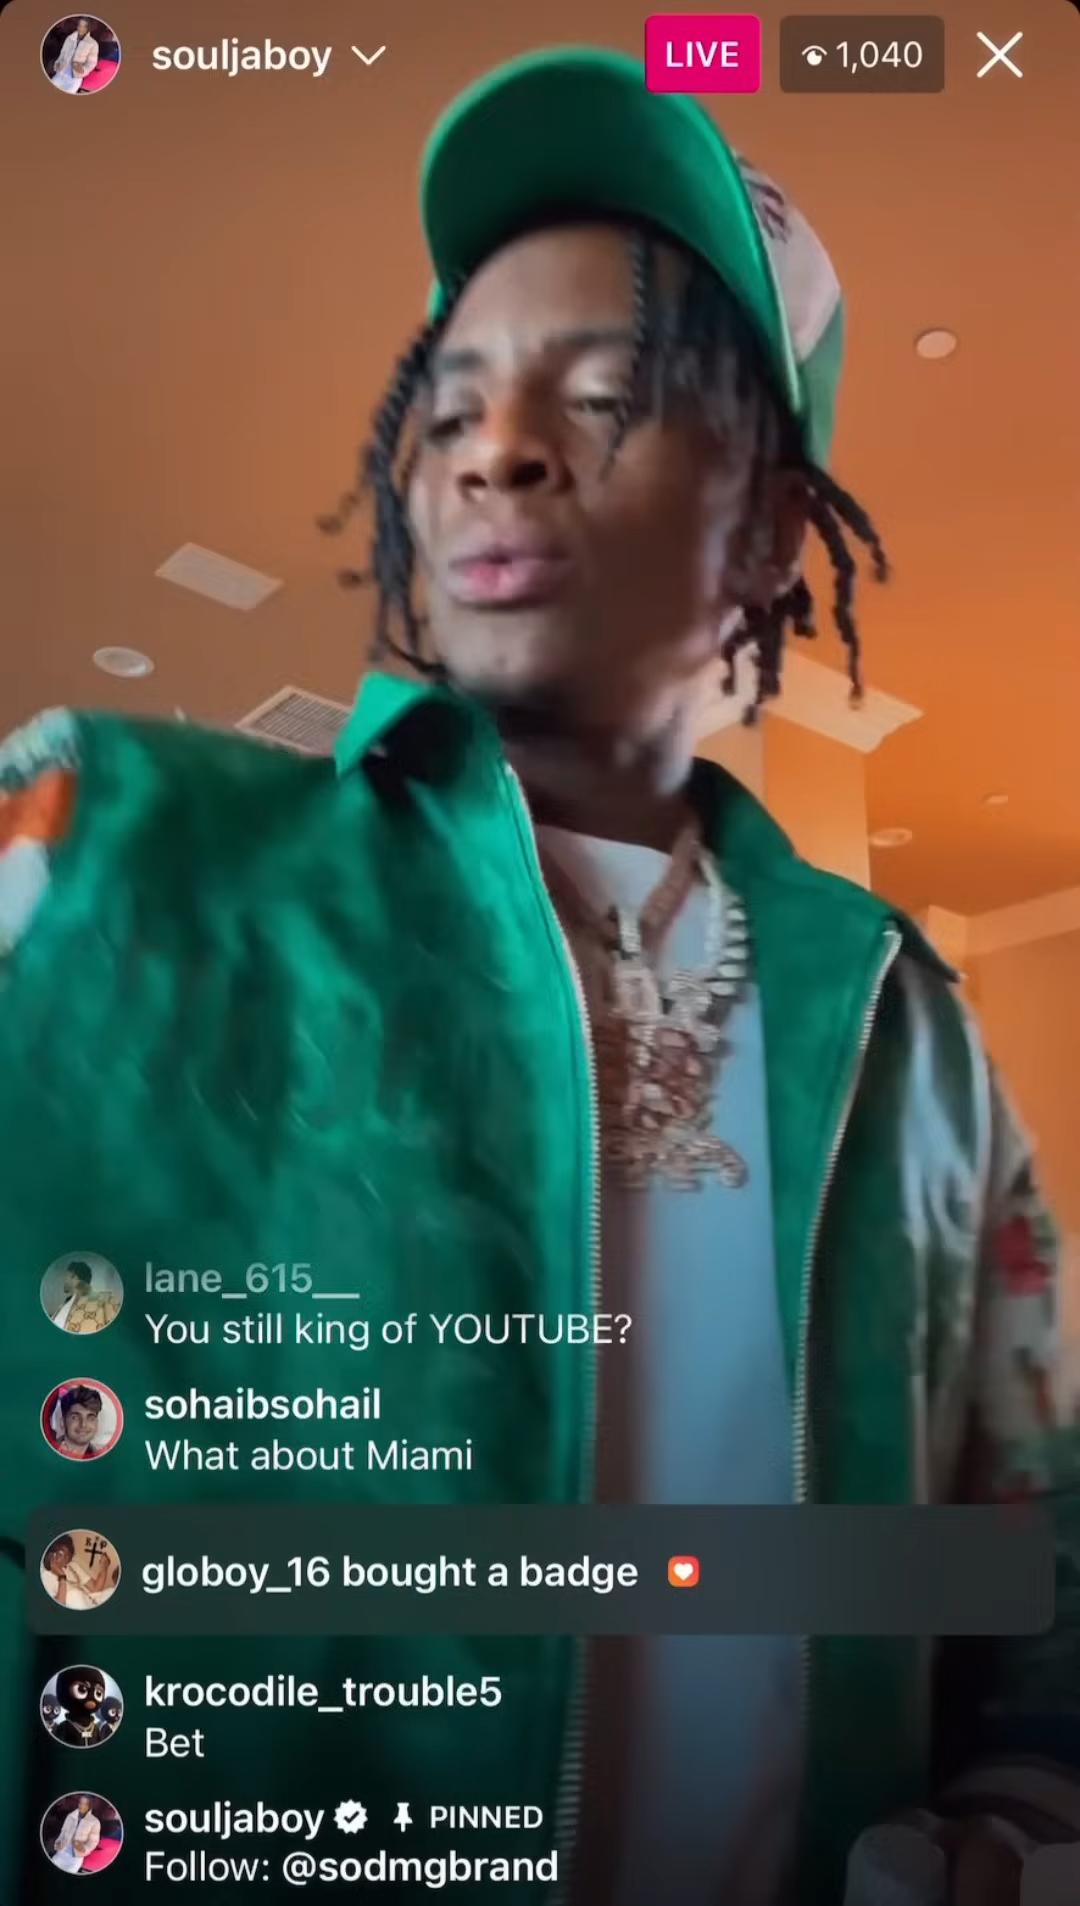 souljaboy
LIVE
1,040
lane_615__
You still king of YOUTUBE?
sohaibsohail
What about Miami
globoy_16 bought a badge
krocodile_trouble5
Bet
souljaboy PINNED
Follow: @sodmgbrand